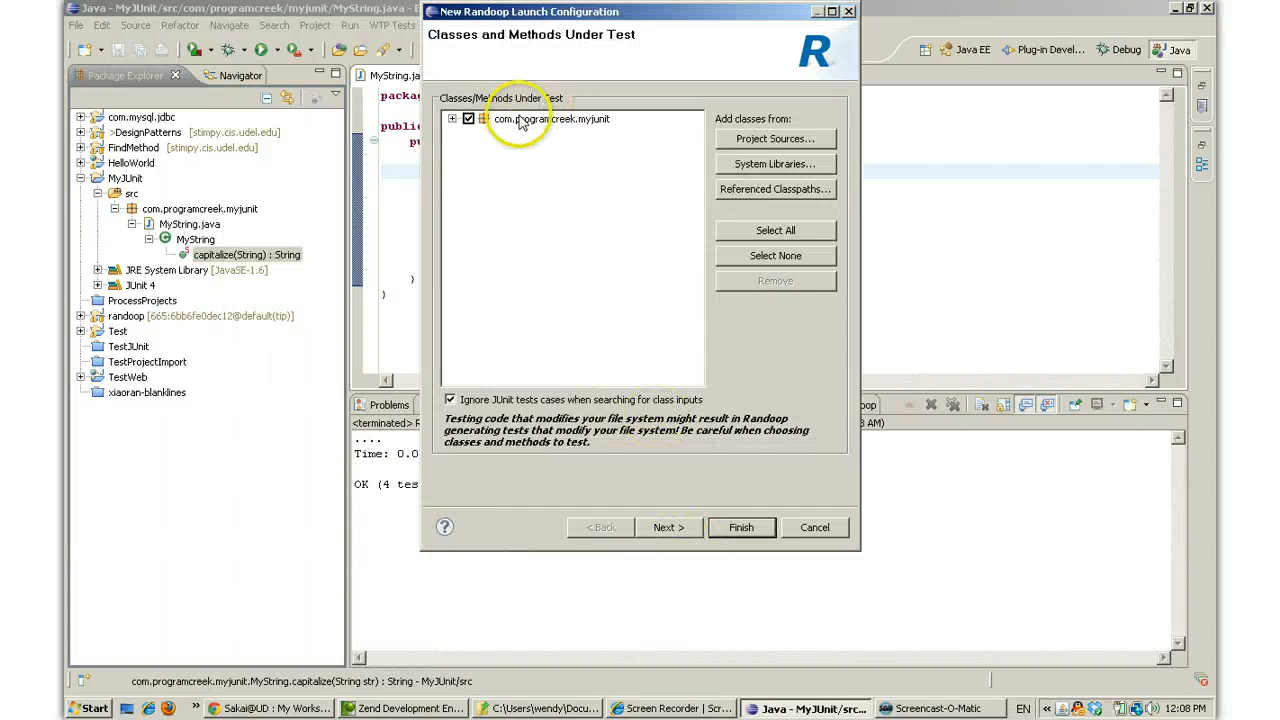 Java - MyJUnit/src/com/programcreek/myjunit/MyString.java -
New Randoop Launch Configuration
File Edit Source Refactor Navigate Search Project Run WTP Tests
Classes and Methods Under Test
R
Java EE
Plug-in Devel...
Debug
Java
Package Explorer
Navigator
MyString.ja
packag
public
pu
}
}
com.mysql.jdbc
>DesignPatterns [stimpy.cis.udel.edu]
FindMethod [stimpy.cis.udel.edu]
HelloWorld
MyJUnit
src
com.programcreek.myjunit
MyString.java
MyString
capitalize(String) : String
JRE System Library [JavaSE-1.6]
JUnit 4
ProcessProjects
randoop [665:6bb6fe0dec12@default(tip)]
Test
TestJUnit
TestProjectImport
TestWeb
xiaoran-blanklines
Classes/Methods Under Test
com.programcreek.myjunit
Add classes from:
Project Sources...
System Libraries...
Referenced Classpaths...
Select All
Select None
Remove
Ignore JUnit tests cases when searching for class inputs
Testing code that modifies your file system might result in Randoop
generating tests that modify your file system! Be careful when choosing
classes and methods to test.
? <Back Next > Finish Cancel
Problems
oop
<terminated> R
8 AM)
....
Time: 0.0
OK (4 tes
com.programcreek.myjunit.MyString.capitalize(String str) : String - MyJUnit/src
Start
Sakai@UD : My Works...
Zend Development En...
C:\Users\wendy\Docu...
Screen Recorder | Scr...
Java - MyJUnit/src...
Screencast-O-Matic
EN
12:08 PM